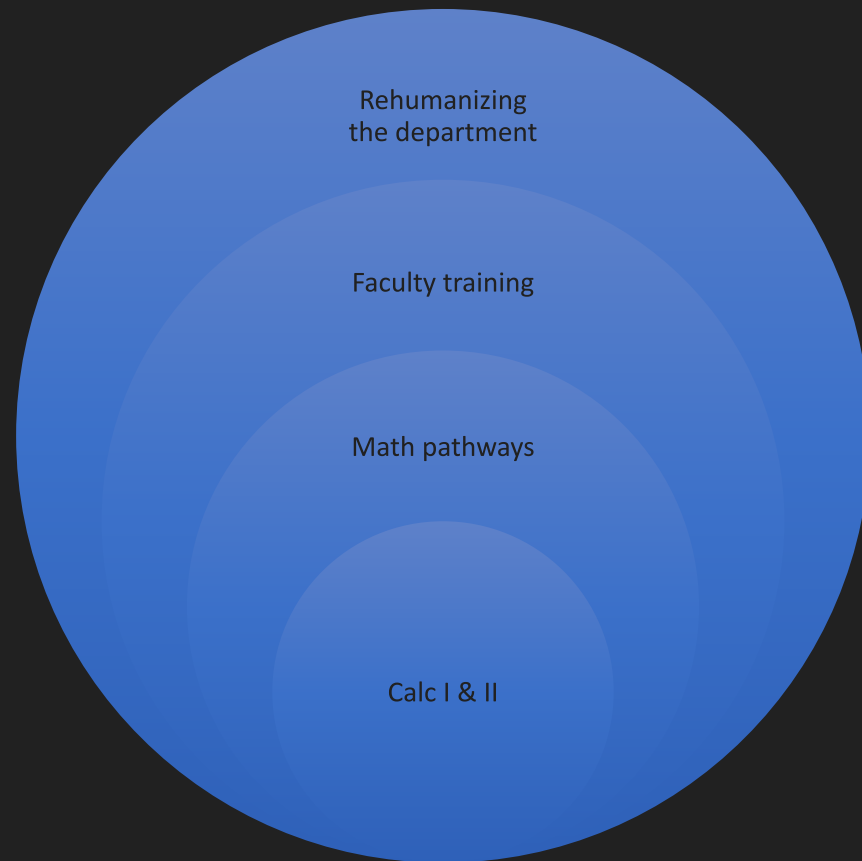 Rehumanizing
the department
Faculty training
Math pathways
Calc I & II